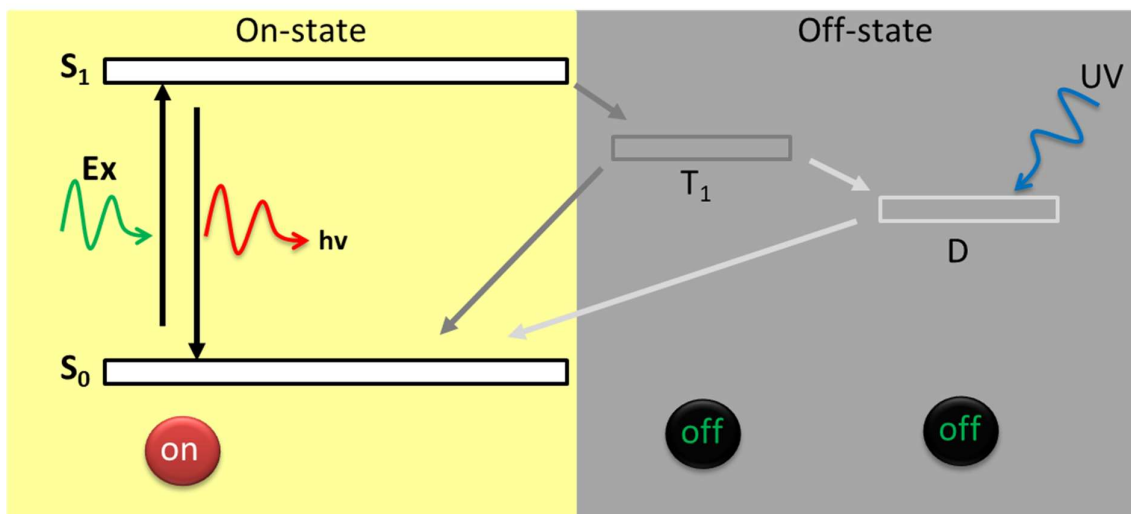 On-state
Off-state
S₁
UV
Ex
T₁
hv
D
S₀
on
off
off